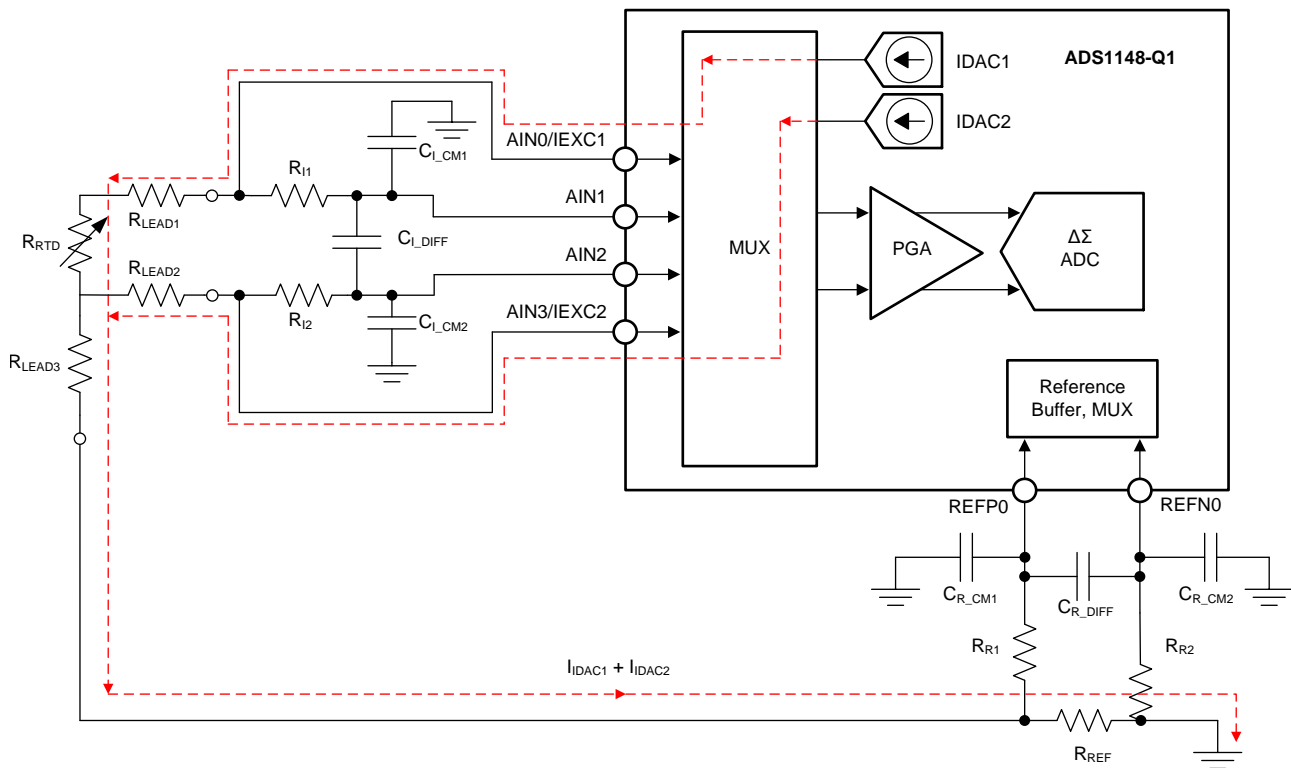 IDAC1
ADS1148-Q1
IDAC2
AIN0/IEXC1
C_I_CM1
R_I1
AIN1
R_LEAD1
R_RTD
C_I_DIFF
MUX
PGA
ΔΣ
ADC
AIN2
R_LEAD2
R_I2
C_I_CM2
AIN3/IEXC2
R_LEAD3
Reference
Buffer, MUX
REFP0
REFN0
C_R_CM1
C_R_DIFF
C_R_CM2
R_R1
R_R2
I_IDAC1 + I_IDAC2
R_REF